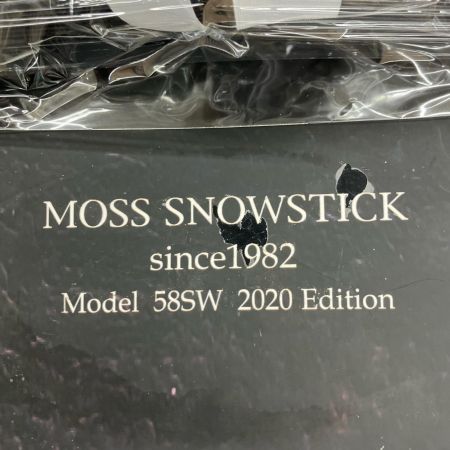 MOSS SNOWSTICK
since1982
Model 58SW 2020 Edition